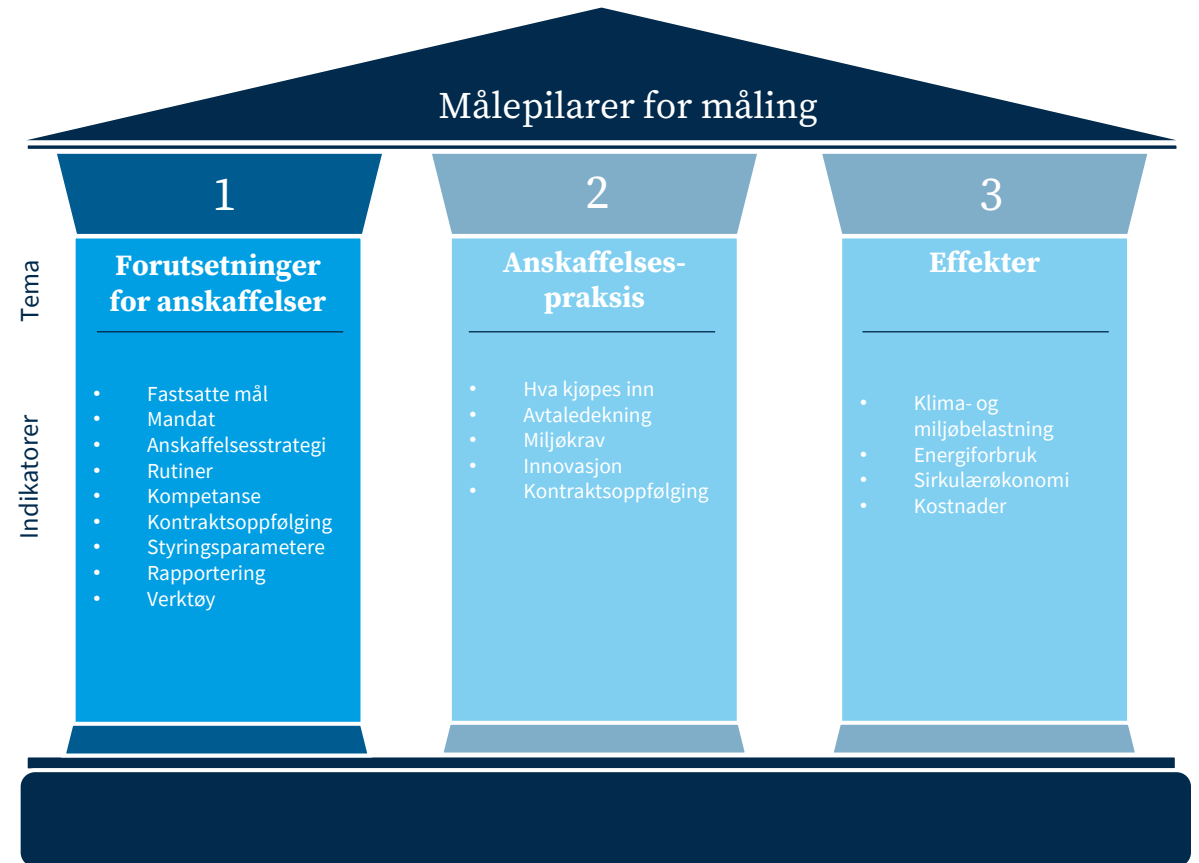 Målepilarer for måling
1
2
3
Tema
Forutsetninger
for anskaffelser
Anskaffelses-
praksis
Effekter
Indikatorer
• Fastsatte mål
• Mandat
• Anskaffelsesstrategi
• Rutiner
• Kompetanse
• Kontraktsoppfølging
• Styringsparametere
• Rapportering
• Verktøy
• Hva kjøpes inn
• Avtaledekning
• Miljøkrav
• Innovasjon
• Kontraktsoppfølging
• Klima- og
miljøbelastning
• Energiforbruk
• Sirkulærøkonomi
• Kostnader